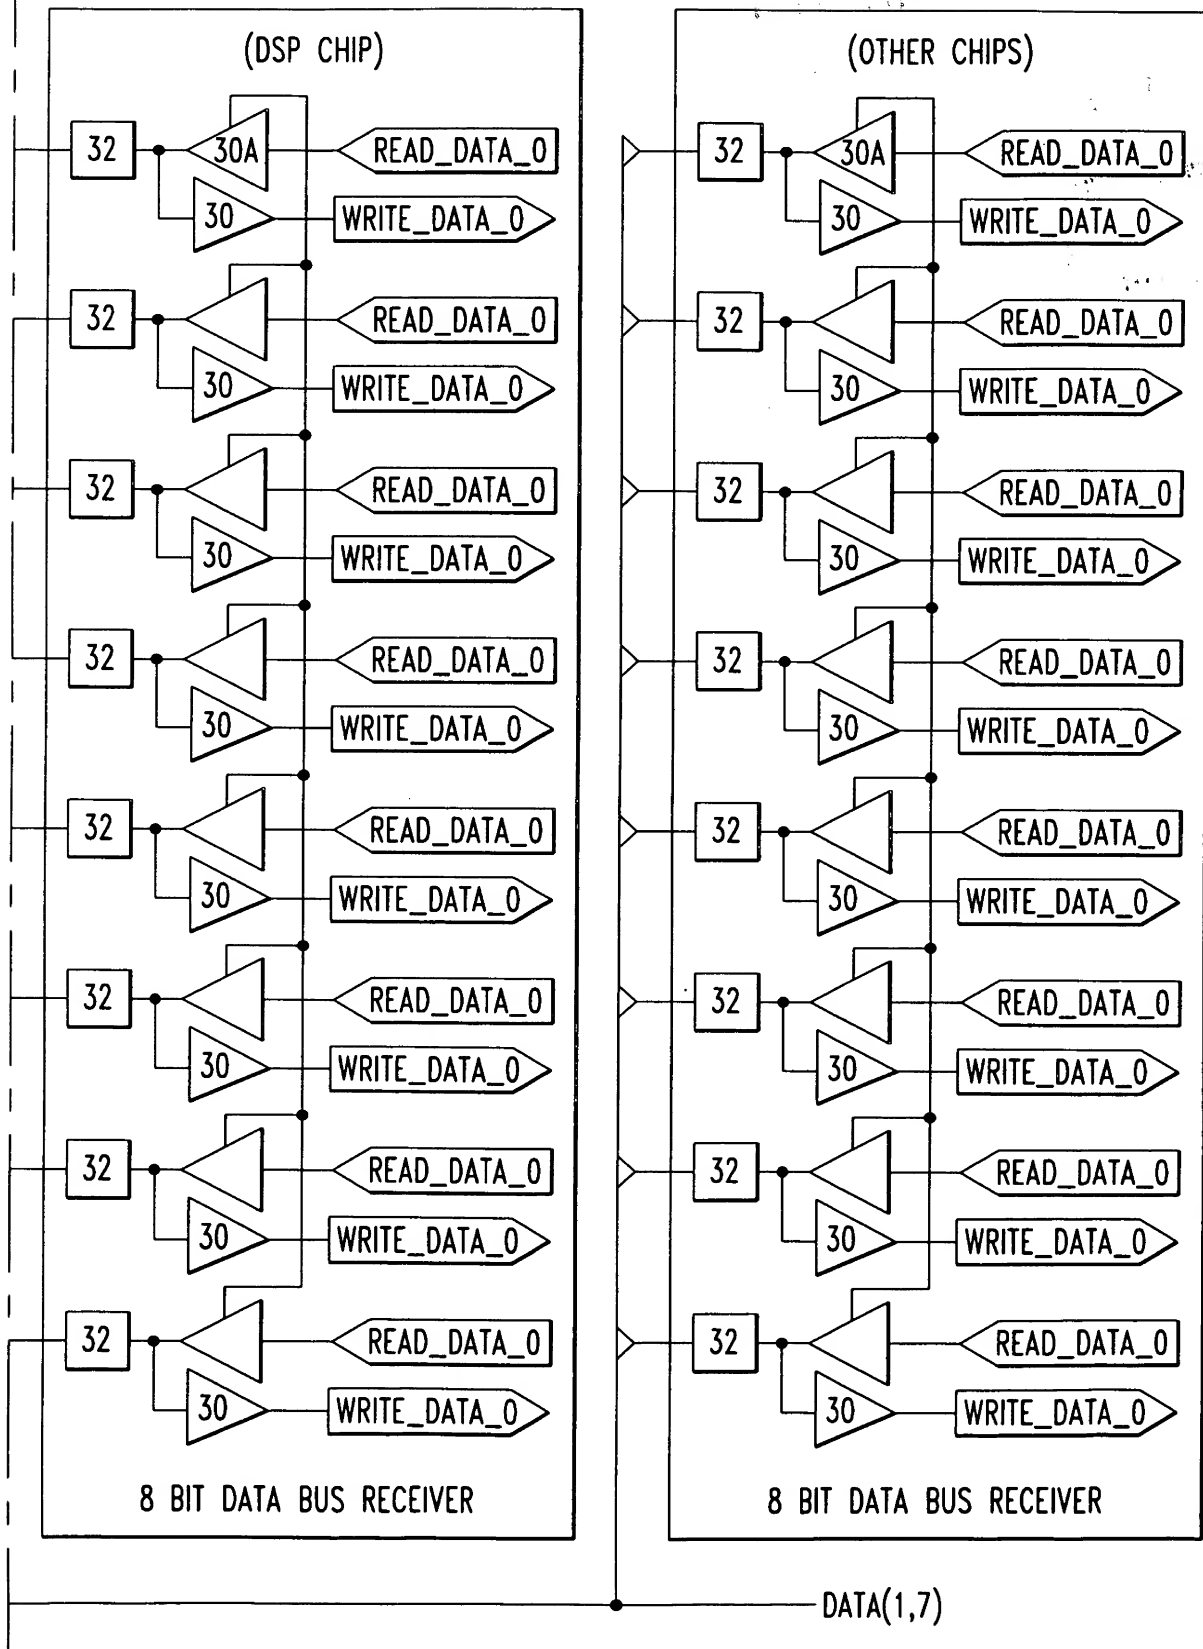 (DSP CHIP)
32
30A
READ_DATA_0
30
WRITE_DATA_0
32
READ_DATA_0
30
WRITE_DATA_0
32
READ_DATA_0
30
WRITE_DATA_0
32
READ_DATA_0
30
WRITE_DATA_0
32
READ_DATA_0
30
WRITE_DATA_0
32
READ_DATA_0
30
WRITE_DATA_0
32
READ_DATA_0
30
WRITE_DATA_0
32
READ_DATA_0
30
WRITE_DATA_0
8 BIT DATA BUS RECEIVER
(OTHER CHIPS)
32
30A
READ_DATA_0
30
WRITE_DATA_0
32
READ_DATA_0
30
WRITE_DATA_0
32
READ_DATA_0
30
WRITE_DATA_0
32
READ_DATA_0
30
WRITE_DATA_0
32
READ_DATA_0
30
WRITE_DATA_0
32
READ_DATA_0
30
WRITE_DATA_0
32
READ_DATA_0
30
WRITE_DATA_0
32
READ_DATA_0
30
WRITE_DATA_0
8 BIT DATA BUS RECEIVER
DATA(1,7)